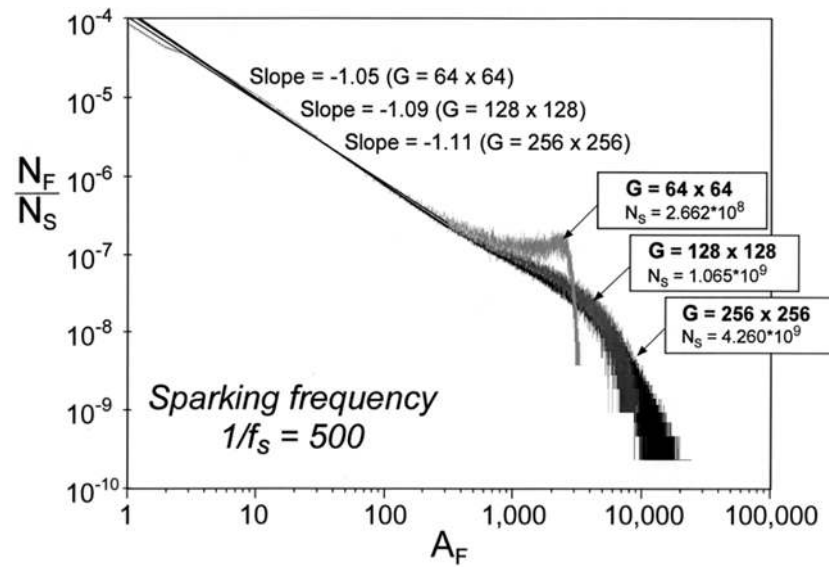 10^-4
10^-5
10^-6
10^-7
10^-8
10^-9
10^-10
N_F
N_S
Slope = -1.05 (G = 64 x 64)
Slope = -1.09 (G = 128 x 128)
Slope = -1.11 (G = 256 x 256)
G = 64 x 64
N_S = 2.662*10^8
G = 128 x 128
N_S = 1.065*10^9
G = 256 x 256
N_S = 4.260*10^9
Sparking frequency
1/f_s = 500
1
10
100
1,000
10,000
100,000
A_F